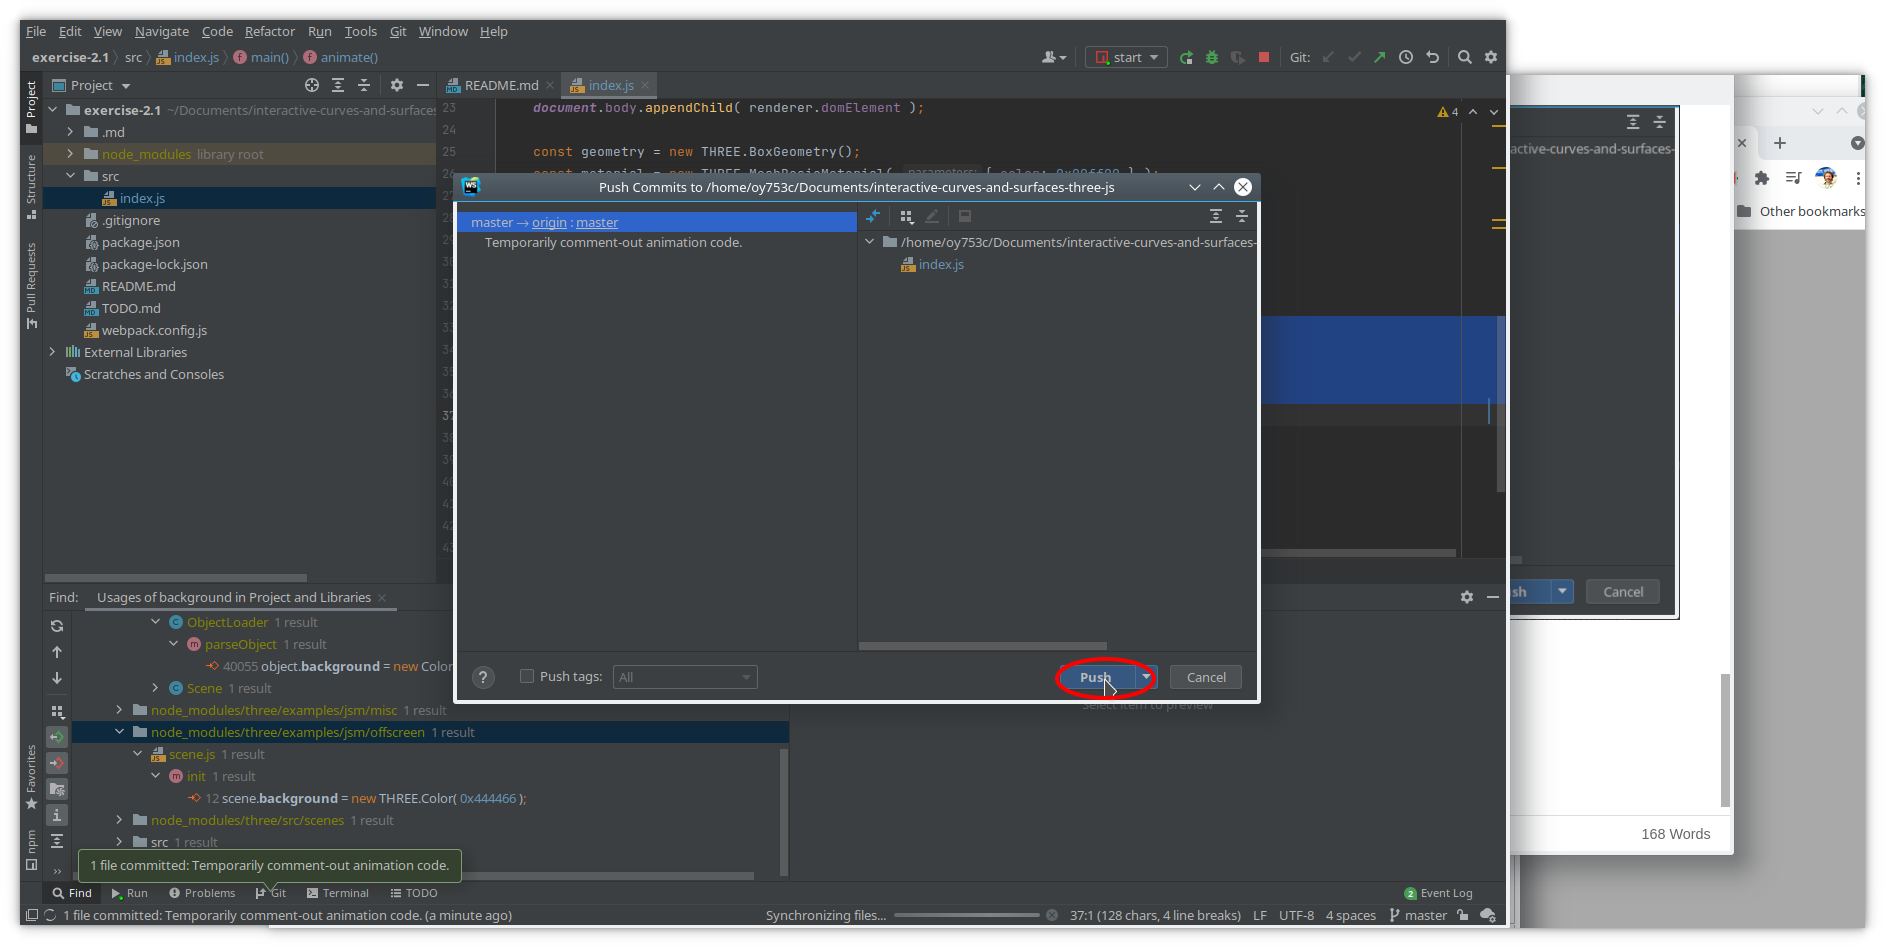 File Edit View Navigate Code Refactor Run Tools Git Window Help
exercise-2.1 src index.js main() animate()
start Git:
Project
README.md index.js
exercise-2.1 ~/Documents/interactive-curves-and-surfaces
.md
node_modules library root
src
index.js
.gitignore
package.json
package-lock.json
README.md
TODO.md
webpack.config.js
External Libraries
Scratches and Consoles
Project
Structure
Pull Requests
Favorites
npm
23 document.body.appendChild( renderer.domElement );
24
25 const geometry = new THREE.BoxGeometry();
4
Push Commits to /home/oy753c/Documents/interactive-curves-and-surfaces-three-js
master → origin : master
Temporarily comment-out animation code.
/home/oy753c/Documents/interactive-curves-and-surfaces-
index.js
? Push tags: All
Push Cancel
Select item to preview
37
Find: Usages of background in Project and Libraries
ObjectLoader 1 result
parseObject 1 result
40055 object.background = new Color
Scene 1 result
node_modules/three/examples/jsm/misc 1 result
node_modules/three/examples/jsm/offscreen 1 result
scene.js 1 result
init 1 result
12 scene.background = new THREE.Color( 0x444466 );
node_modules/three/src/scenes 1 result
src 1 result
1 file committed: Temporarily comment-out animation code.
Find Run Problems Git Terminal TODO
2 Event Log
1 file committed: Temporarily comment-out animation code. (a minute ago)
Synchronizing files... 37:1 (128 chars, 4 line breaks) LF UTF-8 4 spaces master
active-curves-and-surfaces-
sh Cancel
168 Words
Other bookmarks